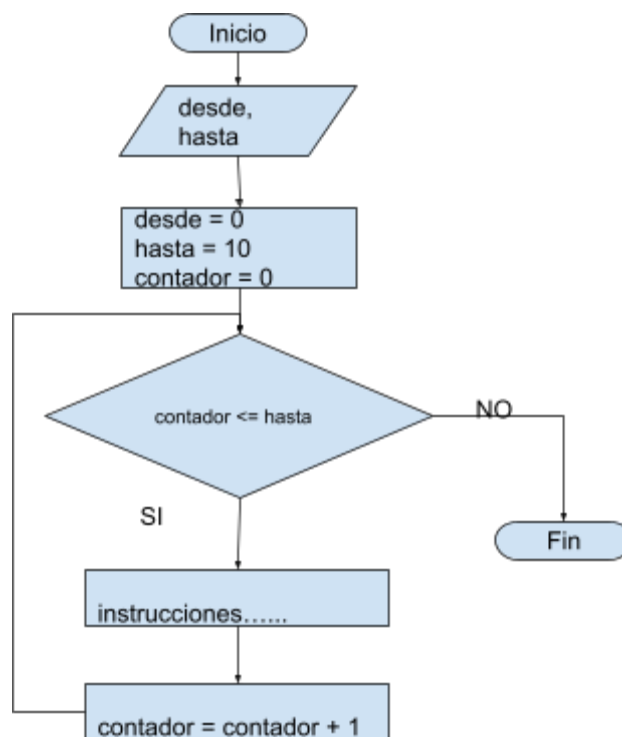 Inicio
desde,
hasta
desde = 0
hasta = 10
contador = 0
contador <= hasta
NO
SI
Fin
instrucciones…...
contador = contador + 1